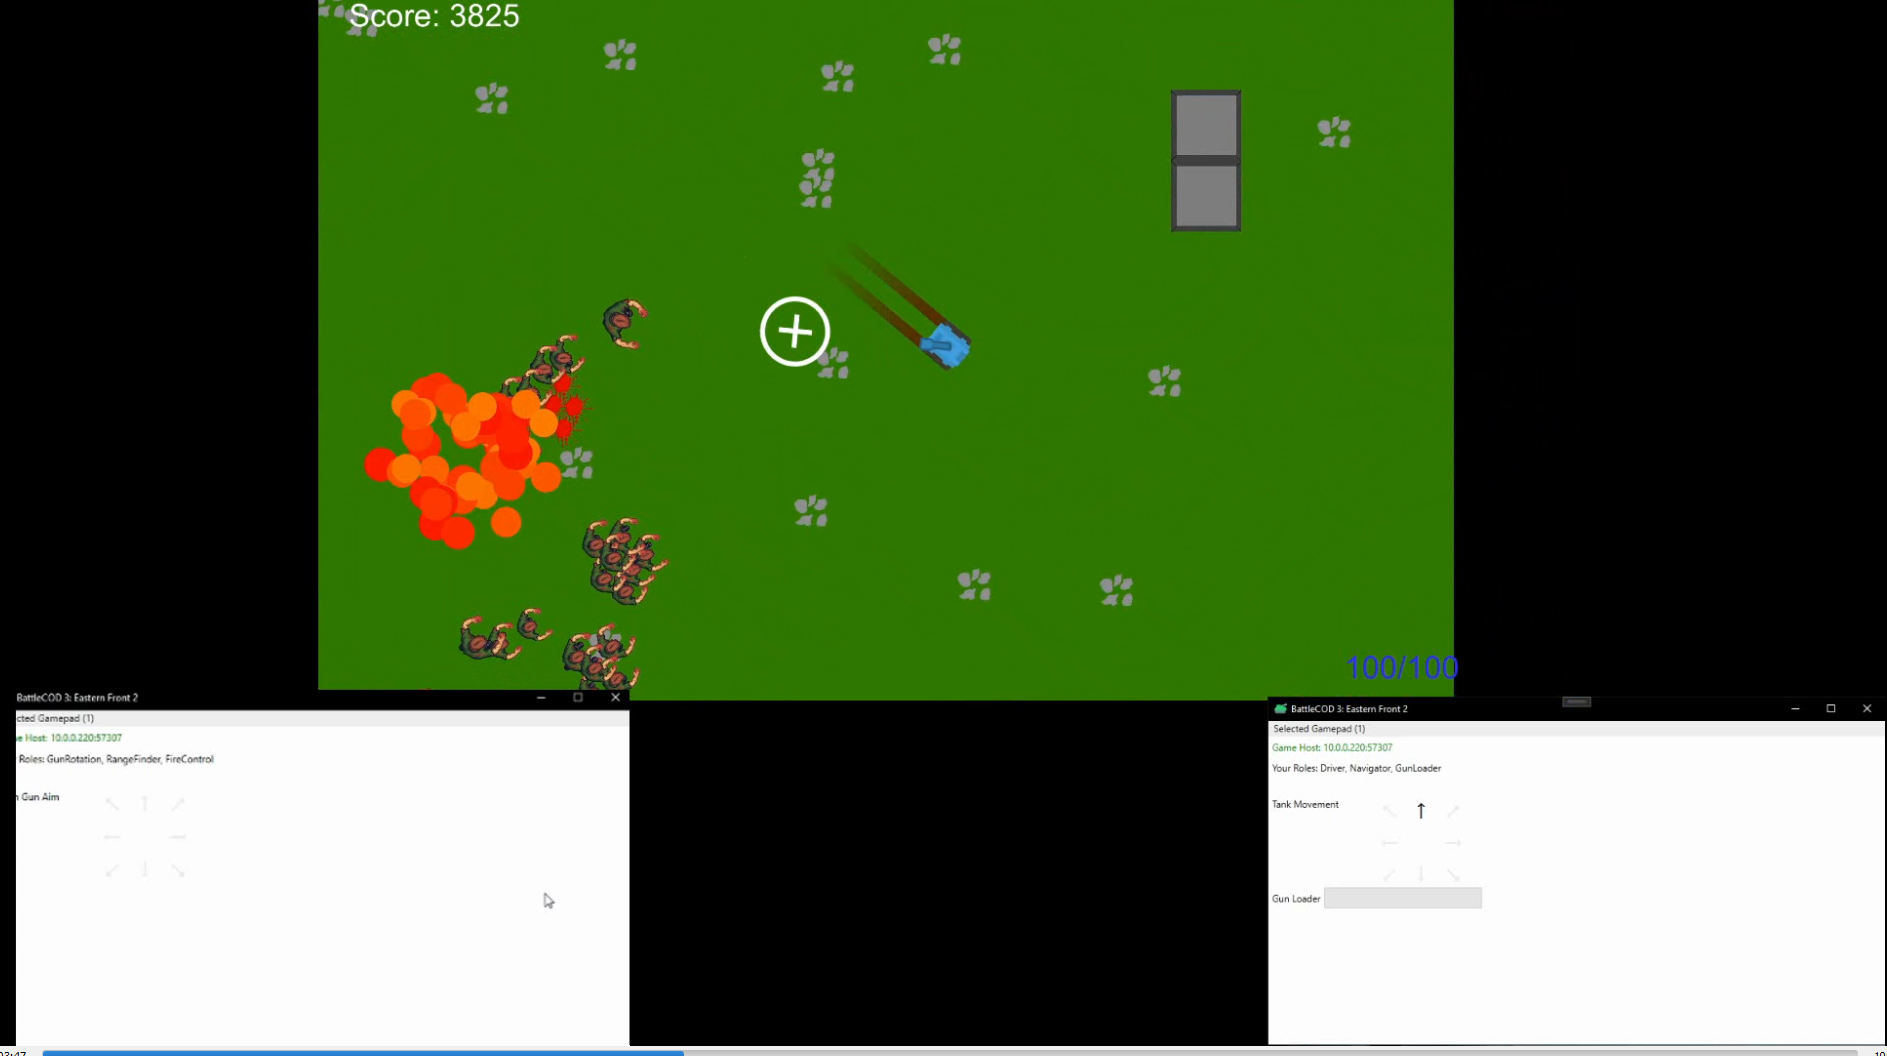 Score: 3825
100/100
BattleCOD 3: Eastern Front 2
cted Gamepad (1)
e Host: 10.0.0.220:57307
Roles: GunRotation, RangeFinder, FireControl
Gun Aim
BattleCOD 3: Eastern Front 2
Selected Gamepad (1)
Game Host: 10.0.0.220:57307
Your Roles: Driver, Navigator, GunLoader
Tank Movement
Gun Loader